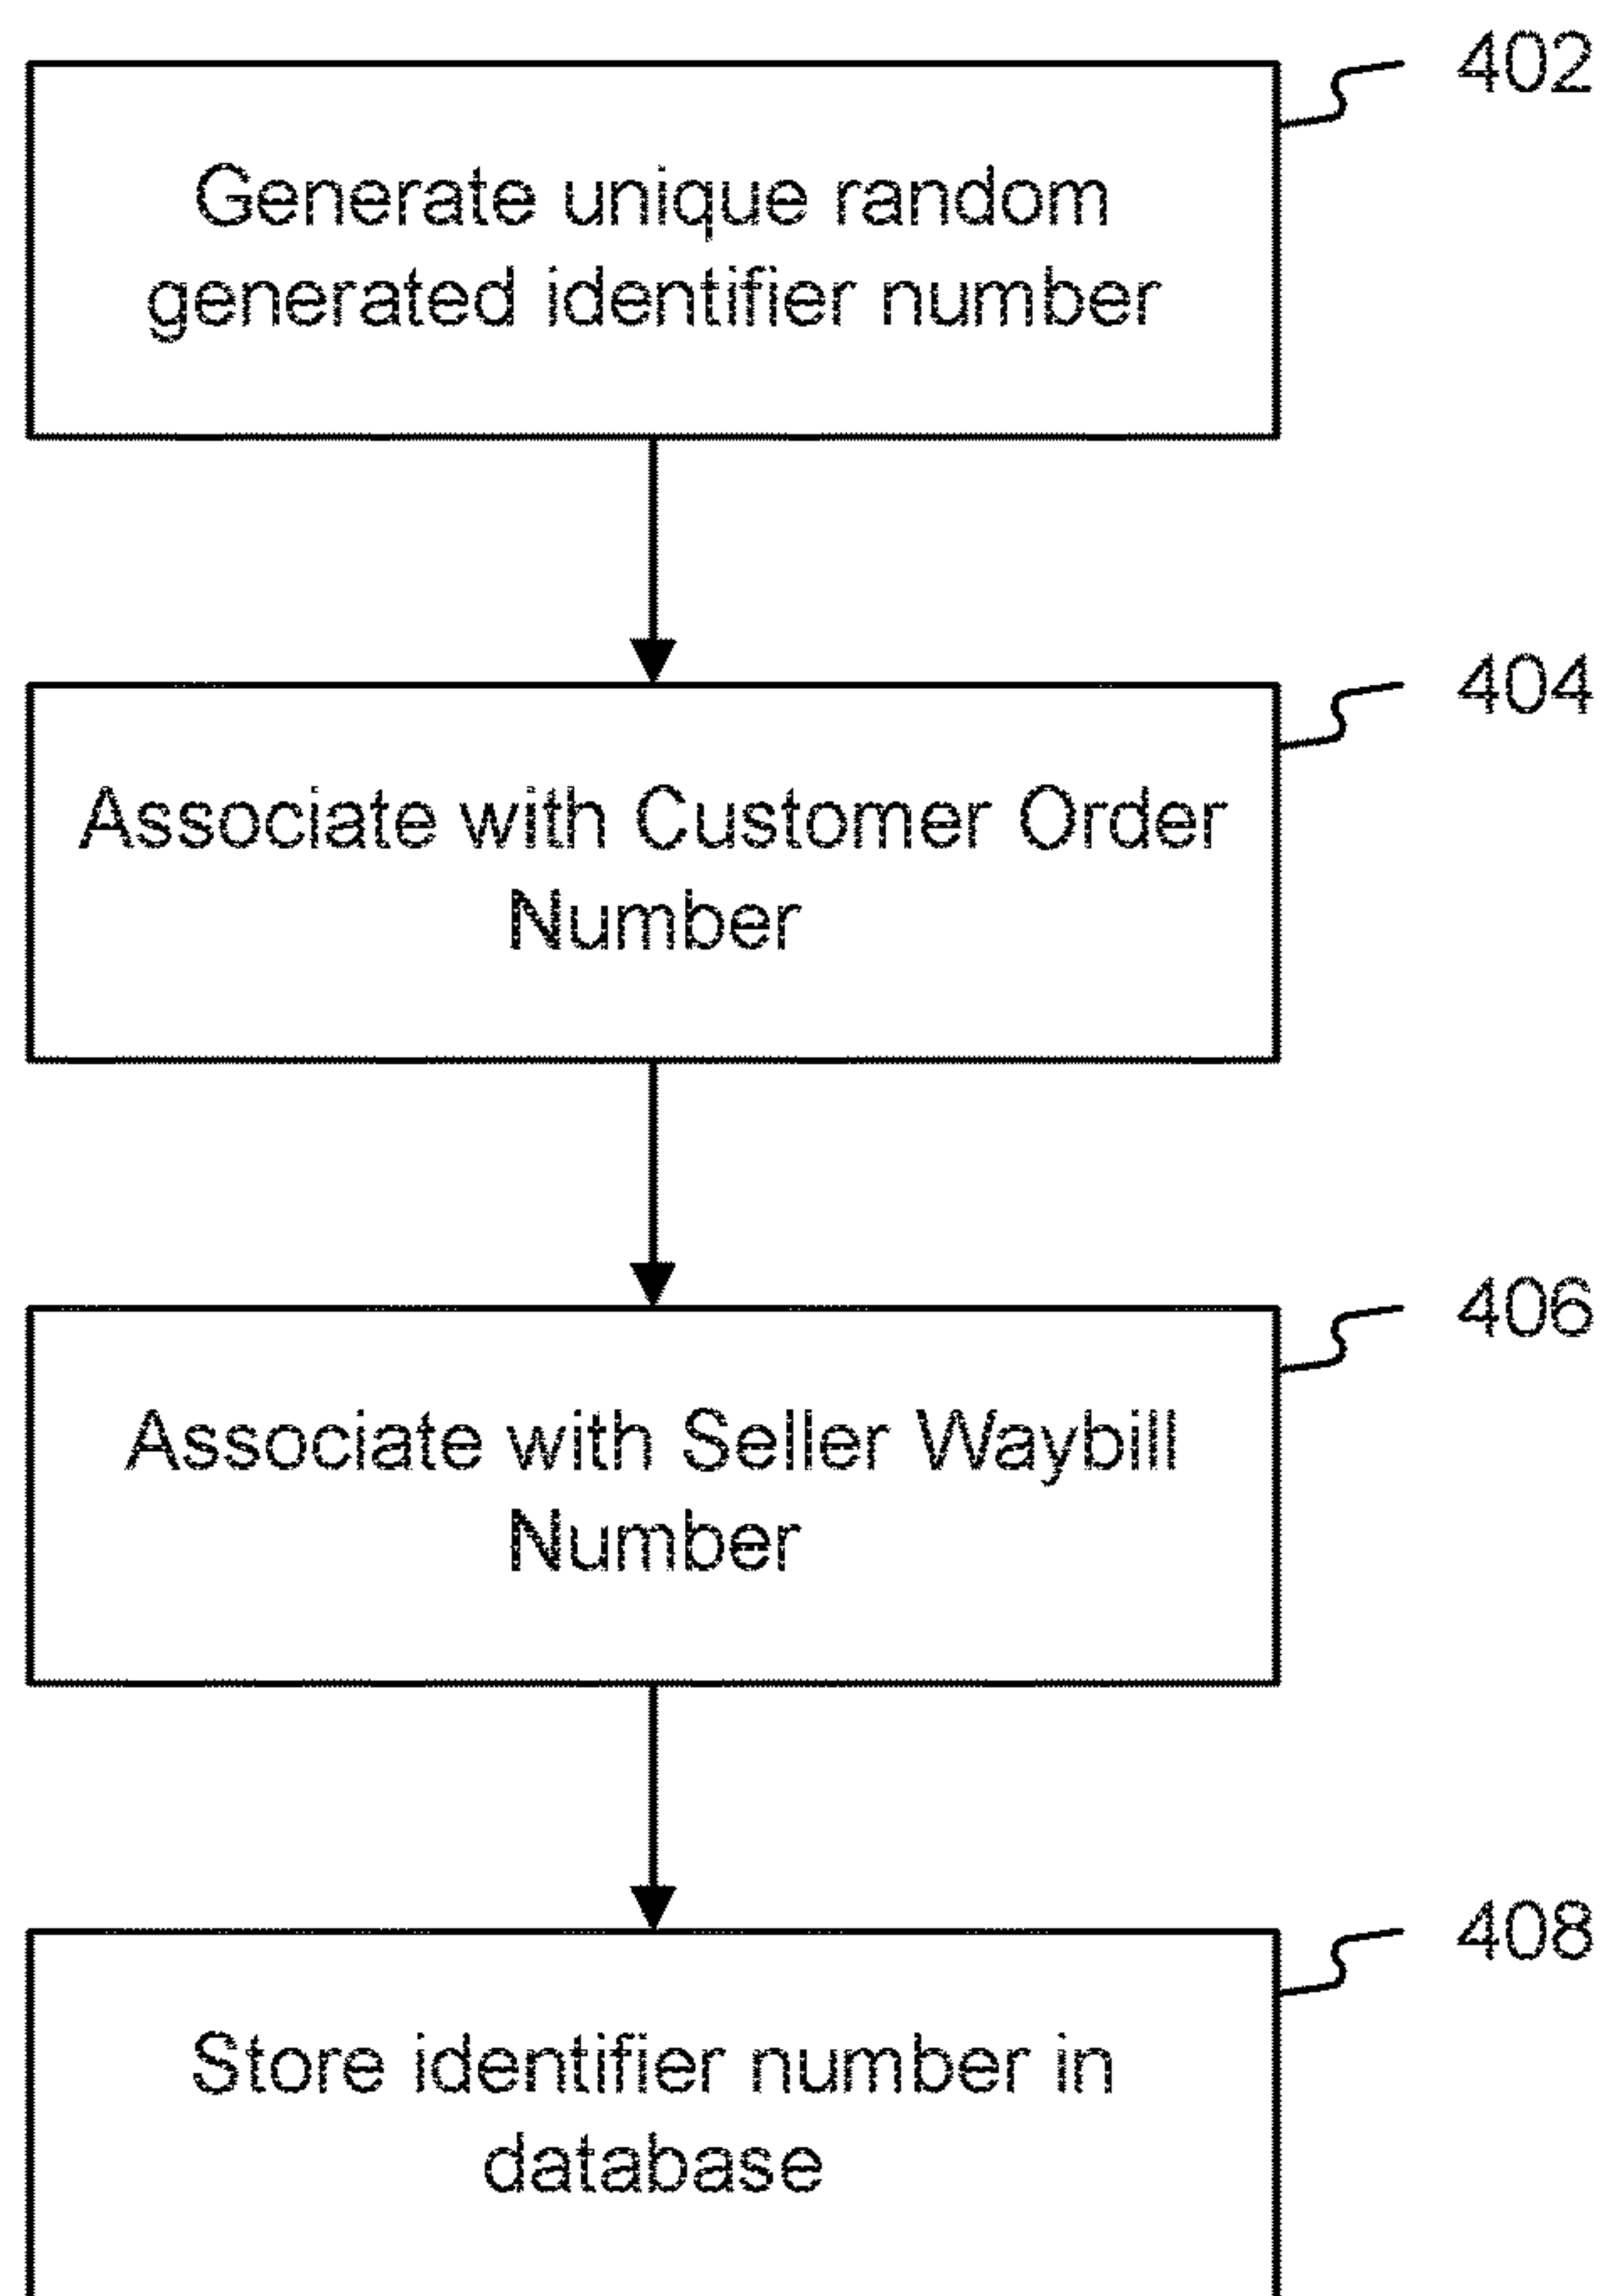 402
Generate unique random
generated identifier number
404
Associate with Customer Order
Number
406
Associate with Seller Waybill
Number
408
Store identifier number in
database